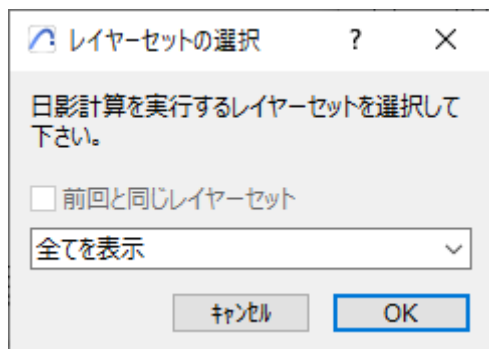 レイヤーセットの選択 ?
日影計算を実行するレイヤーセットを選択して
下さい。
前回と同じレイヤーセット
全てを表示
ｷｬﾝｾﾙ OK